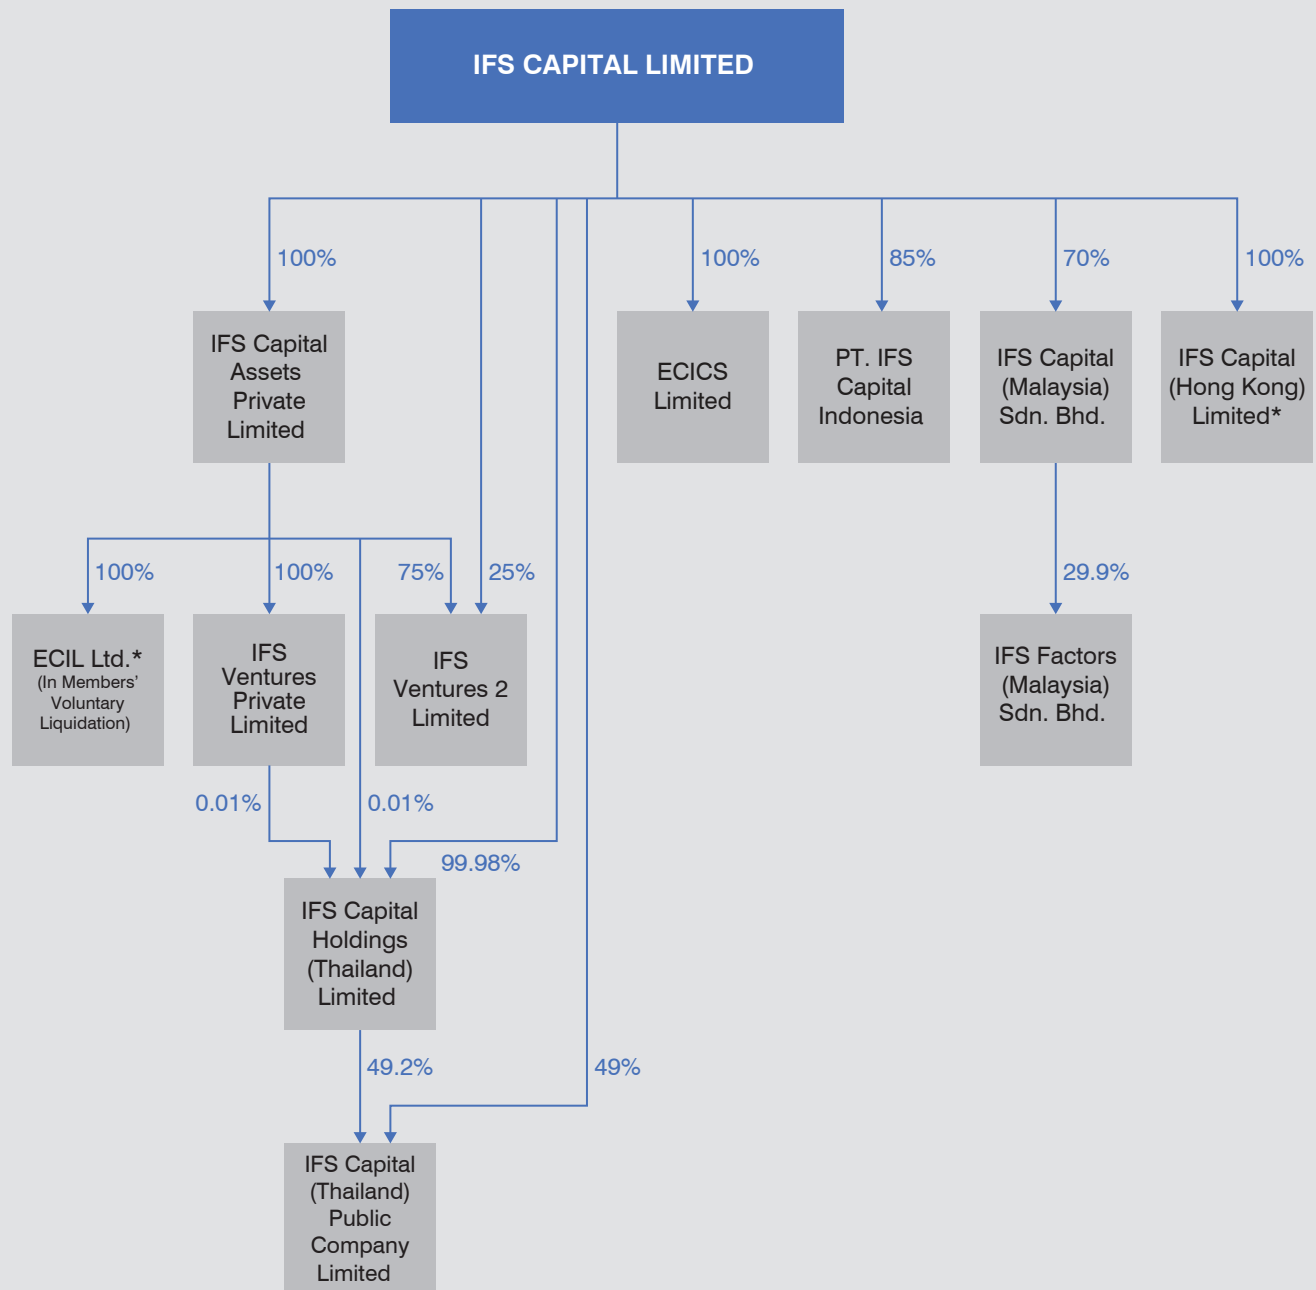 IFS CAPITAL LIMITED
100%
100%
85%
70%
100%
IFS Capital
Assets
Private
Limited
ECICS
Limited
PT. IFS
Capital
Indonesia
IFS Capital
(Malaysia)
Sdn. Bhd.
IFS Capital
(Hong Kong)
Limited*
100%
100%
75%
25%
29.9%
ECIL Ltd.*
(In Members’
Voluntary
Liquidation)
IFS
Ventures
Private
Limited
IFS
Ventures 2
Limited
IFS Factors
(Malaysia)
Sdn. Bhd.
0.01%
0.01%
99.98%
IFS Capital
Holdings
(Thailand)
Limited
49.2%
49%
IFS Capital
(Thailand)
Public
Company
Limited